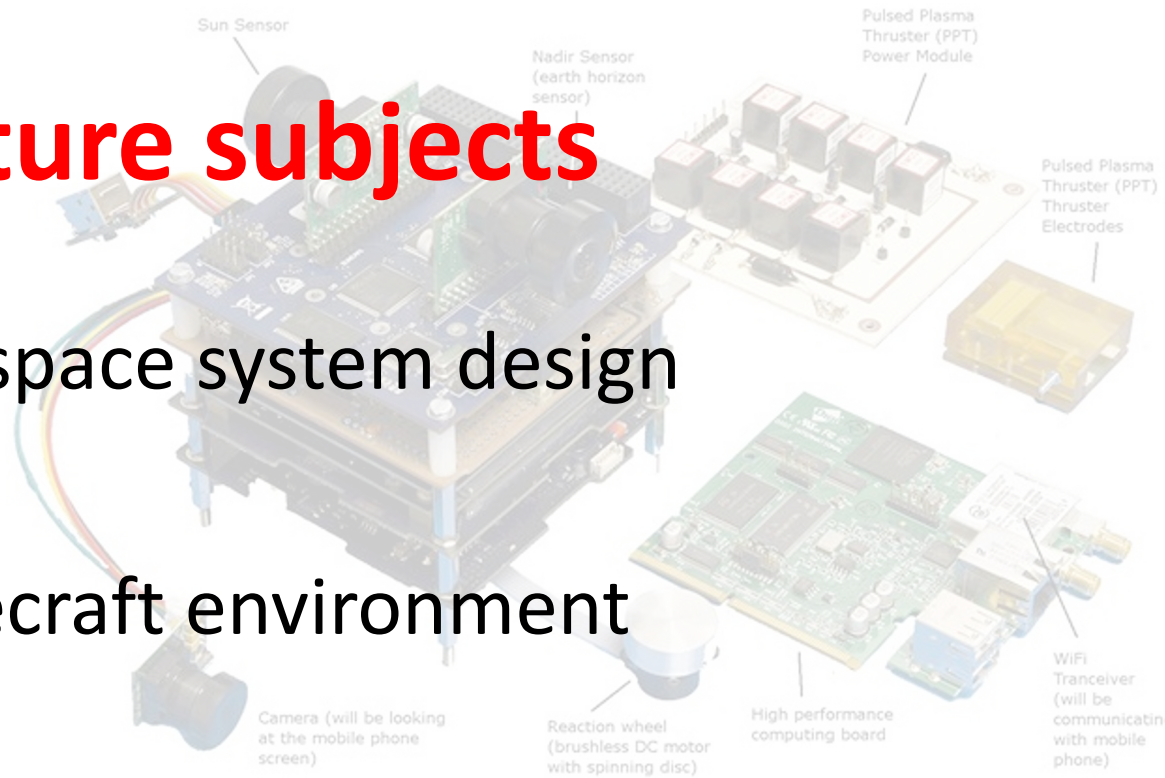 Sun Sensor
Nadir Sensor
(earth horizon
sensor)
Pulsed Plasma
Thruster (PPT)
Power Module
Pulsed Plasma
Thruster (PPT)
Thruster
Electrodes
ture subjects
space system design
ecraft environment
Camera (will be looking
at the mobile phone
screen)
Reaction wheel
(brushless DC motor
with spinning disc)
High performance
computing board
WiFi
Tranceiver
(will be
communicatin
with mobile
phone)